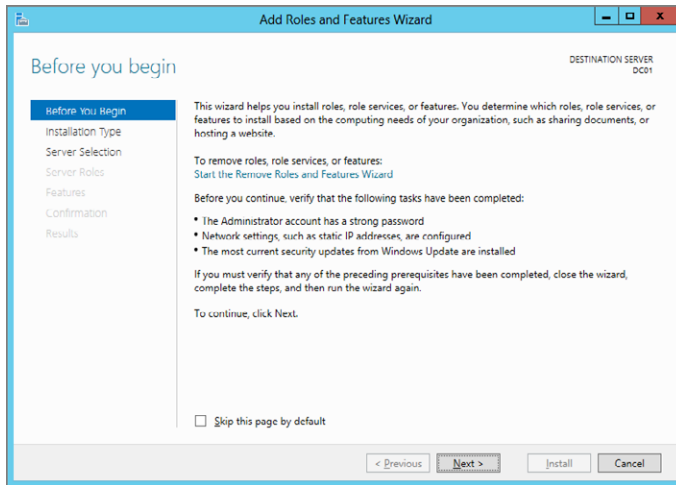 Add Roles and Features Wizard
Before you begin
DESTINATION SERVER
DC01
Before You Begin
Installation Type
Server Selection
Server Roles
Features
Confirmation
Results
This wizard helps you install roles, role services, or features. You determine which roles, role services, or
features to install based on the computing needs of your organization, such as sharing documents, or
hosting a website.
To remove roles, role services, or features:
Start the Remove Roles and Features Wizard
Before you continue, verify that the following tasks have been completed:
• The Administrator account has a strong password
• Network settings, such as static IP addresses, are configured
• The most current security updates from Windows Update are installed
If you must verify that any of the preceding prerequisites have been completed, close the wizard,
complete the steps, and then run the wizard again.
To continue, click Next.
Skip this page by default
< Previous
Next >
Install
Cancel